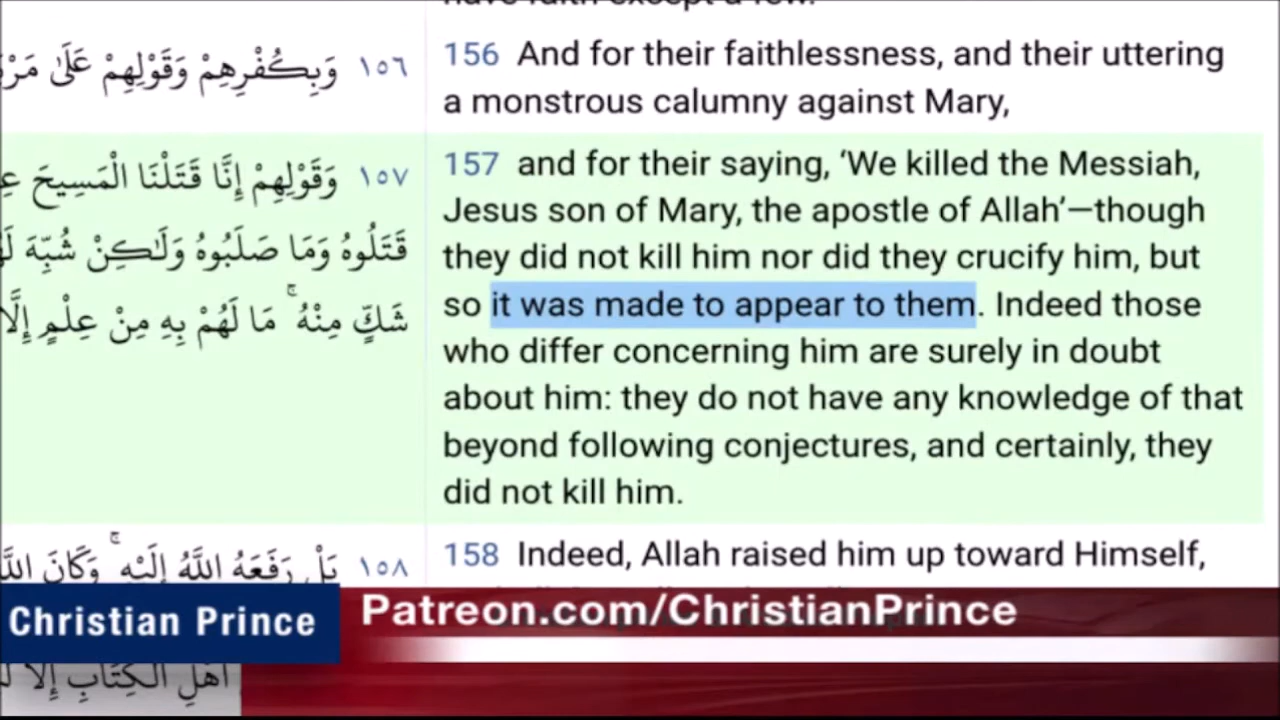 have faith except a few.
١٥٦ وَبِكُفْرِهِمْ وَقَوْلِهِمْ عَلَىٰ
156 And for their faithlessness, and their uttering
a monstrous calumny against Mary,
١٥٧ وَقَوْلِهِمْ إِنَّا قَتَلْنَا الْمَسِيحَ
قَتَلُوهُ وَمَا صَلَبُوهُ وَلَٰكِنْ شُبِّهَ
شَكٍّ مِنْهُ ۚ مَا لَهُمْ بِهِ مِنْ عِلْمٍ إِلَّا
157 and for their saying, ‘We killed the Messiah,
Jesus son of Mary, the apostle of Allah’—though
they did not kill him nor did they crucify him, but
so it was made to appear to them. Indeed those
who differ concerning him are surely in doubt
about him: they do not have any knowledge of that
beyond following conjectures, and certainly, they
did not kill him.
١٥٨ بَلْ رَفَعَهُ اللَّهُ إِلَيْهِ ۚ وَكَانَ
158 Indeed, Allah raised him up toward Himself,
Christian Prince
Patreon.com/ChristianPrince
أَهْلِ الْكِتَابِ إِلَّا